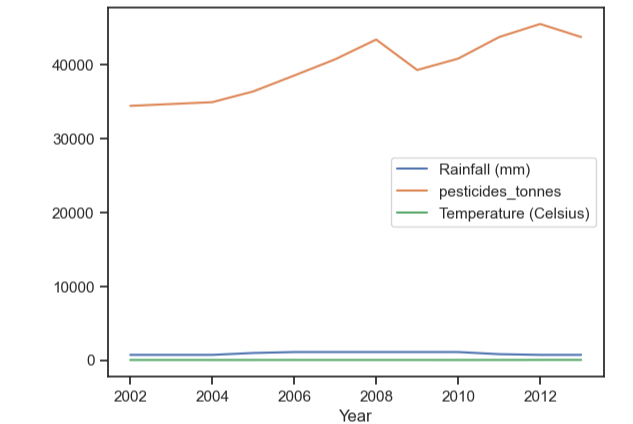 40000
30000
20000
10000
0
Rainfall (mm)
pesticides_tonnes
Temperature (Celsius)
2002 2004 2006 2008 2010 2012
Year